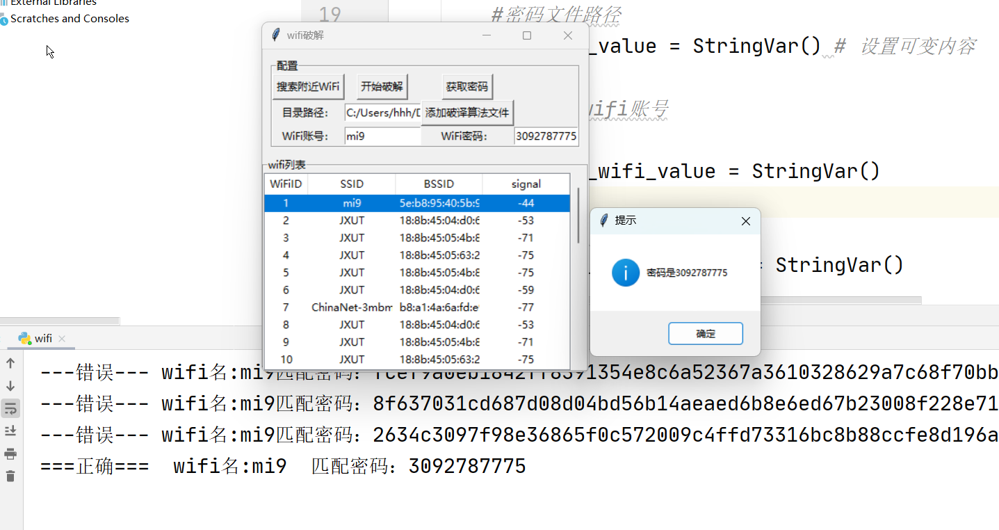 External Libraries
Scratches and Consoles
19
#密码文件路径
_value = StringVar() # 设置可变内容
wifi账号
_wifi_value = StringVar()
= StringVar()
wifi破解
配置
搜索附近WiFi 开始破解 获取密码
目录路径： C:/Users/hhh/D 添加破译算法文件
WiFi账号： mi9 WiFi密码： 3092787775
wifi列表
WiFiID SSID BSSID signal
1 mi9 5e:b8:95:40:5b:9 -44
2 JXUT 18:8b:45:04:d0:6 -53
3 JXUT 18:8b:45:05:4b:8 -71
4 JXUT 18:8b:45:05:63:2 -75
5 JXUT 18:8b:45:05:4b:8 -75
6 JXUT 18:8b:45:04:d0:6 -59
7 ChinaNet-3mbm b8:a1:4a:6a:fd:e -77
8 JXUT 18:8b:45:04:d0:6 -53
9 JXUT 18:8b:45:05:4b:8 -71
10 JXUT 18:8b:45:05:63:2 -75
提示
密码是3092787775
确定
wifi
---错误--- wifi名:mi9匹配密码：
---错误--- wifi名:mi9匹配密码：8f637031cd687d08d04bd56b14aeaed6b8e6ed67b23008f228e71
---错误--- wifi名:mi9匹配密码：2634c3097f98e36865f0c572009c4ffd73316bc8b88ccfe8d196a
===正确=== wifi名:mi9 匹配密码：3092787775